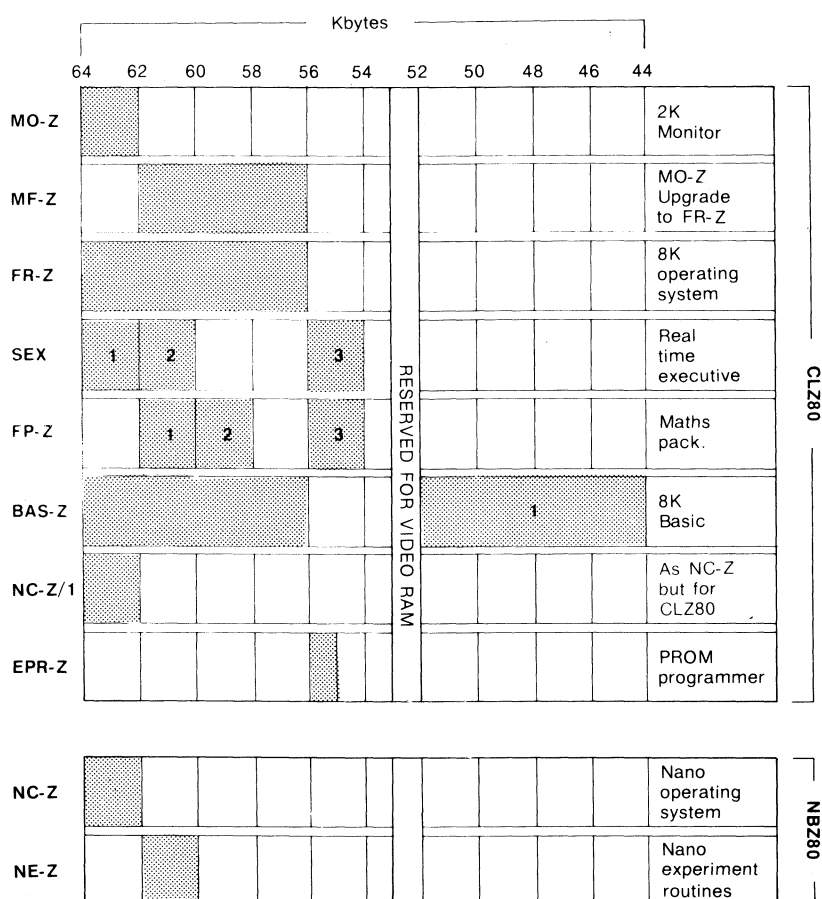 Kbytes
64 62 60 58 56 54 52 50 48 46 44
MO-Z
2K
Monitor
MF-Z
MO-Z
Upgrade
to FR-Z
FR-Z
8K
operating
system
SEX
1 2 3
Real
time
executive
FP-Z
1 2 3
Maths
pack.
BAS-Z
1
8K
Basic
NC-Z/1
As NC-Z
but for
CLZ80
EPR-Z
PROM
programmer
RESERVED FOR VIDEO RAM
CLZ80
NC-Z
Nano
operating
system
NE-Z
Nano
experiment
routines
NBZ80